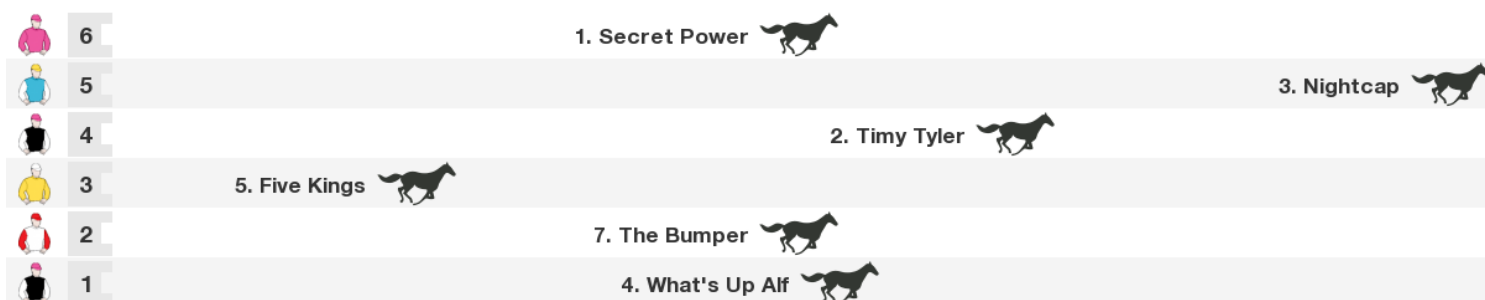 6 1. Secret Power
5 3. Nightcap
4 2. Timy Tyler
3 5. Five Kings
2 7. The Bumper
1 4. What's Up Alf